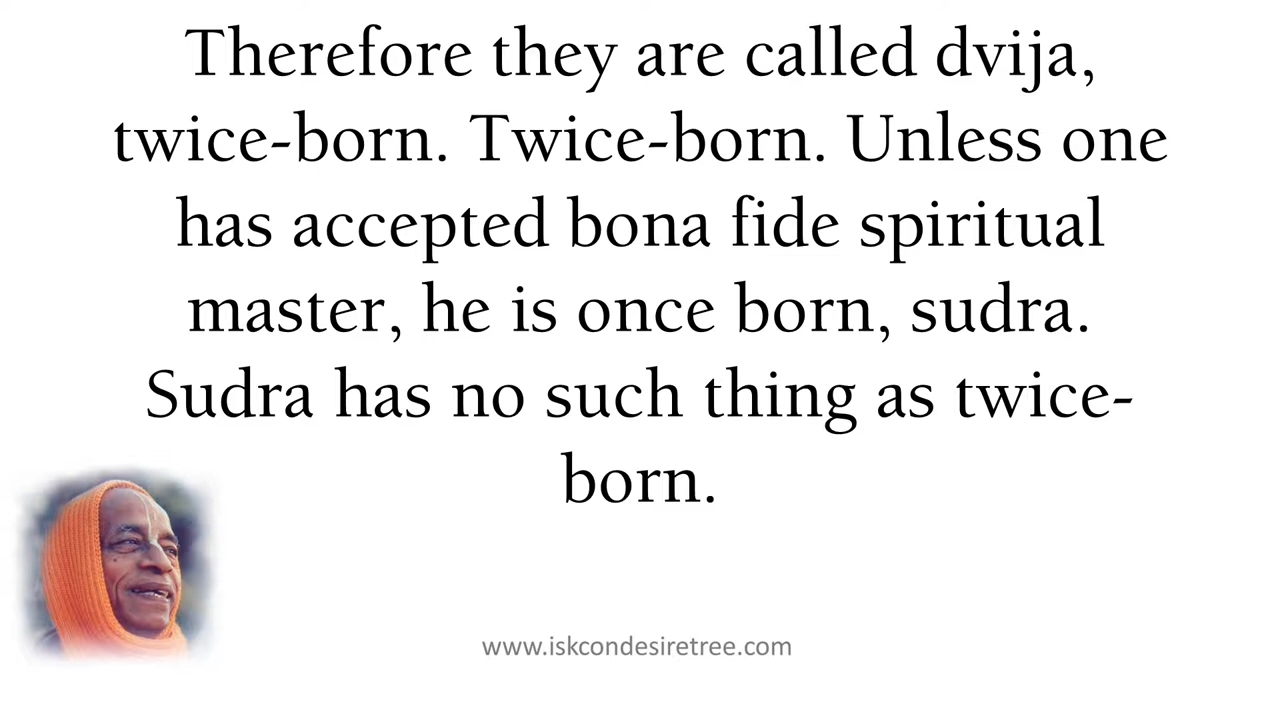 Therefore they are called dvija,
twice-born. Twice-born. Unless one
has accepted bona fide spiritual
master, he is once born, sudra.
Sudra has no such thing as twice-
born.
www.iskcondesiretree.com